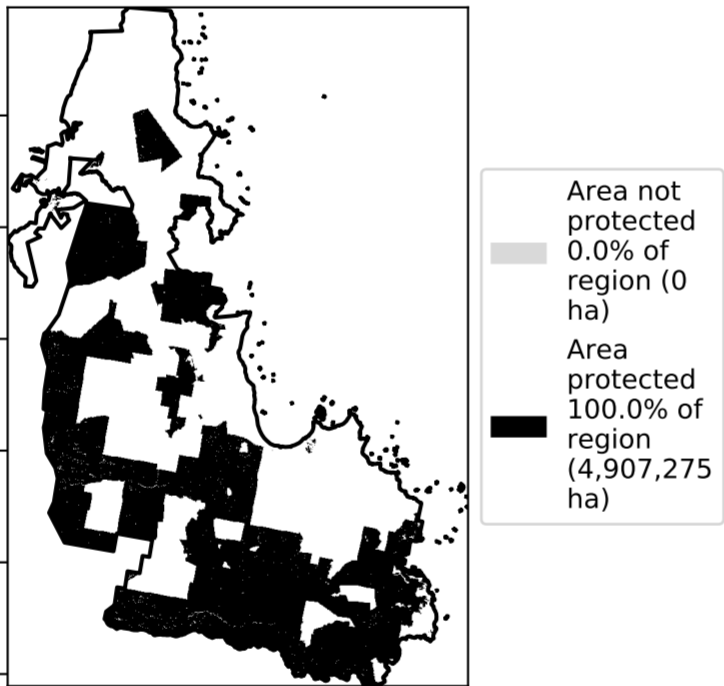 Area not
protected
0.0% of
region (0
ha)
Area
protected
100.0% of
region
(4,907,275
ha)